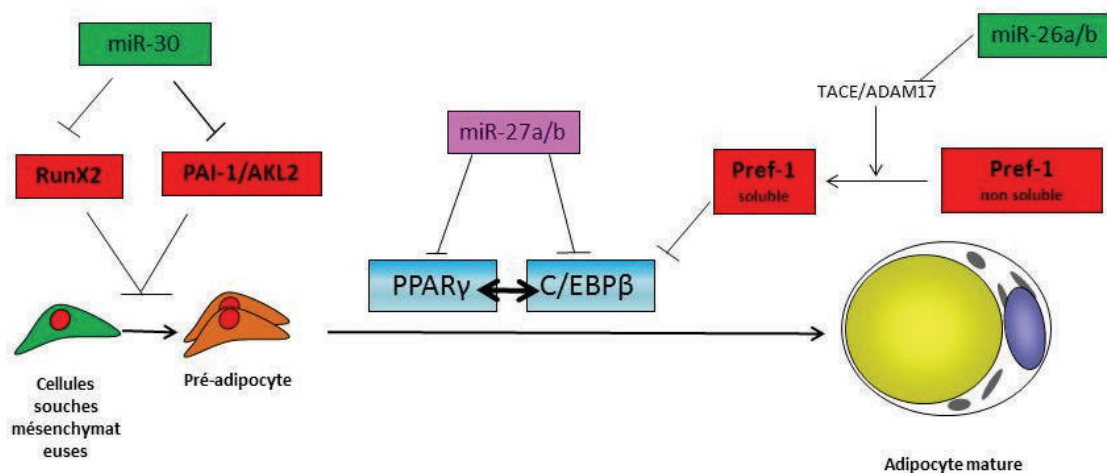 miR-30
miR-26a/b
TACE/ADAM17
miR-27a/b
RunX2
PAI-1/AKL2
Pref-1
soluble
Pref-1
non soluble
PPARγ
C/EBPβ
Cellules
souches
mésenchymat
euses
Pré-adipocyte
Adipocyte mature